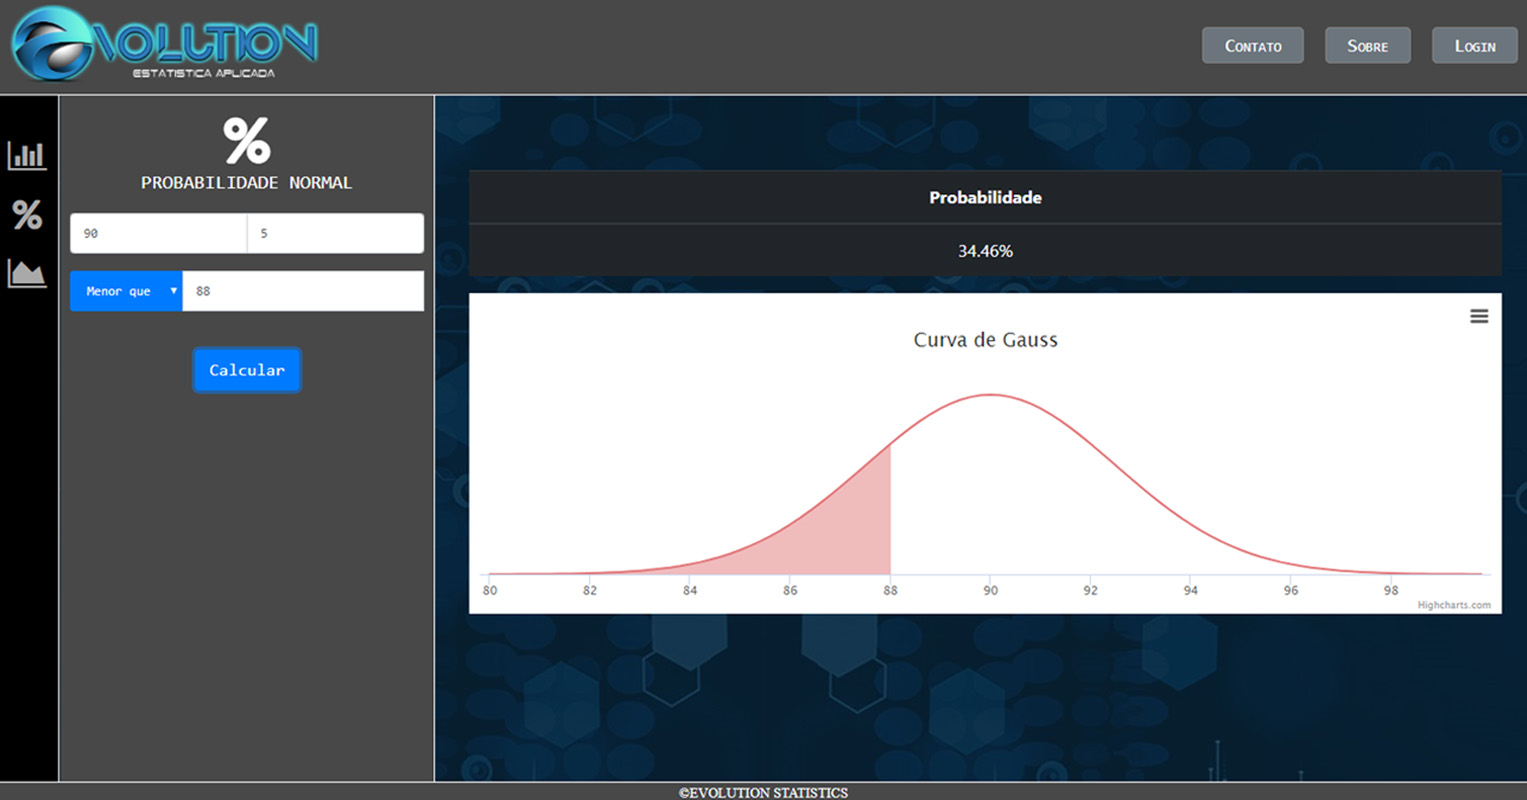 EVOLUTION
ESTATISTICA APLICADA
Contato
Sobre
Login
%
PROBABILIDADE NORMAL
90
5
Menor que
88
Calcular
%
Probabilidade
34.46%
Curva de Gauss
80 82 84 86 88 90 92 94 96 98
Highcharts.com
©EVOLUTION STATISTICS